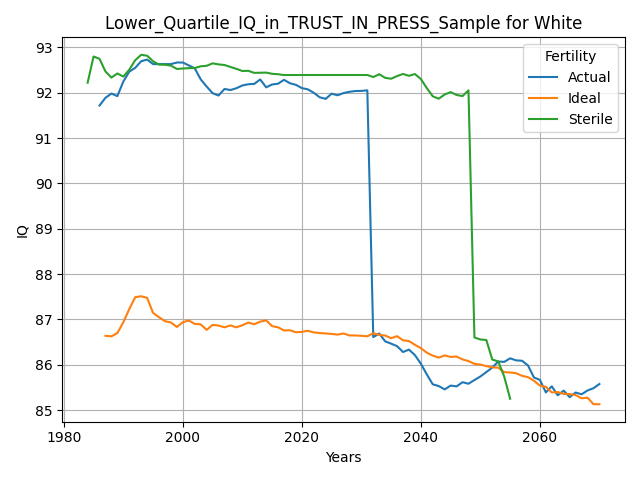 Lower_Quartile_IQ_in_TRUST_IN_PRESS_Sample for White
Fertility
Actual
Ideal
Sterile
IQ
93
92
91
90
89
88
87
86
85
1980
2000
2020
2040
2060
Years